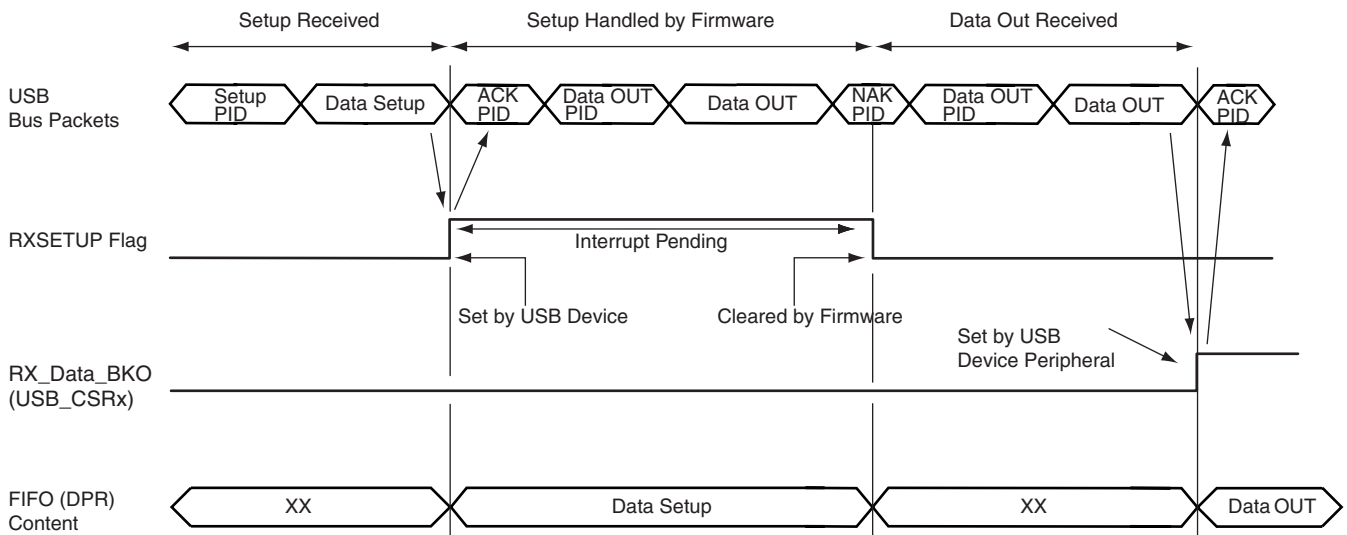 Setup Received
Setup Handled by Firmware
Data Out Received
USB
Bus Packets
Setup
PID
Data Setup
ACK
PID
Data OUT
PID
Data OUT
NAK
PID
Data OUT
PID
Data OUT
ACK
PID
RXSETUP Flag
Interrupt Pending
Set by USB Device
Cleared by Firmware
Set by USB
Device Peripheral
RX_Data_BKO
(USB_CSRx)
FIFO (DPR)
Content
XX
Data Setup
XX
Data OUT